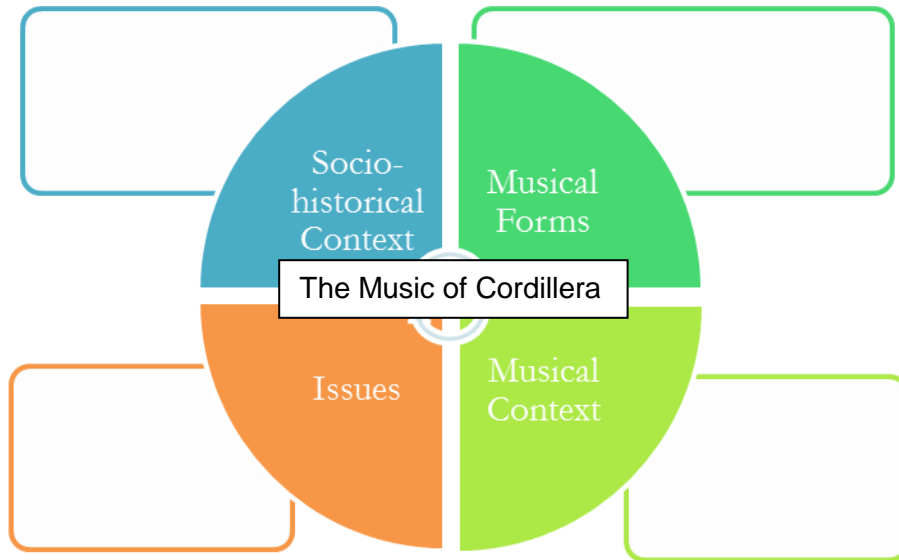 Socio-
historical
Context
Musical
Forms
The Music of Cordillera
Issues
Musical
Context